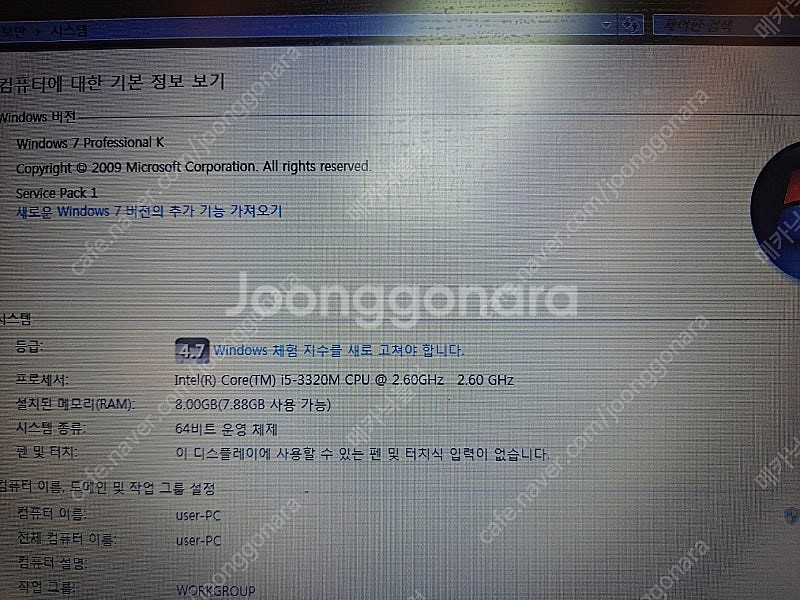 보안 ▸ 시스템
제어판 검색
컴퓨터에 대한 기본 정보 보기
Windows 버전
Windows 7 Professional K
Copyright © 2009 Microsoft Corporation. All rights reserved.
Service Pack 1
새로운 Windows 7 버전의 추가 기능 가져오기
Joonggonara
시스템
등급: 4.7 Windows 체험 지수를 새로 고쳐야 합니다.
프로세서: Intel(R) Core(TM) i5-3320M CPU @ 2.60GHz 2.60 GHz
설치된 메모리(RAM): 8.00GB(7.88GB 사용 가능)
시스템 종류: 64비트 운영 체제
펜 및 터치: 이 디스플레이에 사용할 수 있는 펜 및 터치식 입력이 없습니다.
컴퓨터 이름, 도메인 및 작업 그룹 설정
컴퓨터 이름: user-PC
전체 컴퓨터 이름: user-PC
컴퓨터 설명:
작업 그룹: WORKGROUP
cafe.naver.com/joonggonara
cafe.naver.com/joonggonara
cafe.naver.com/joonggonara
cafe.naver.com/joonggonara